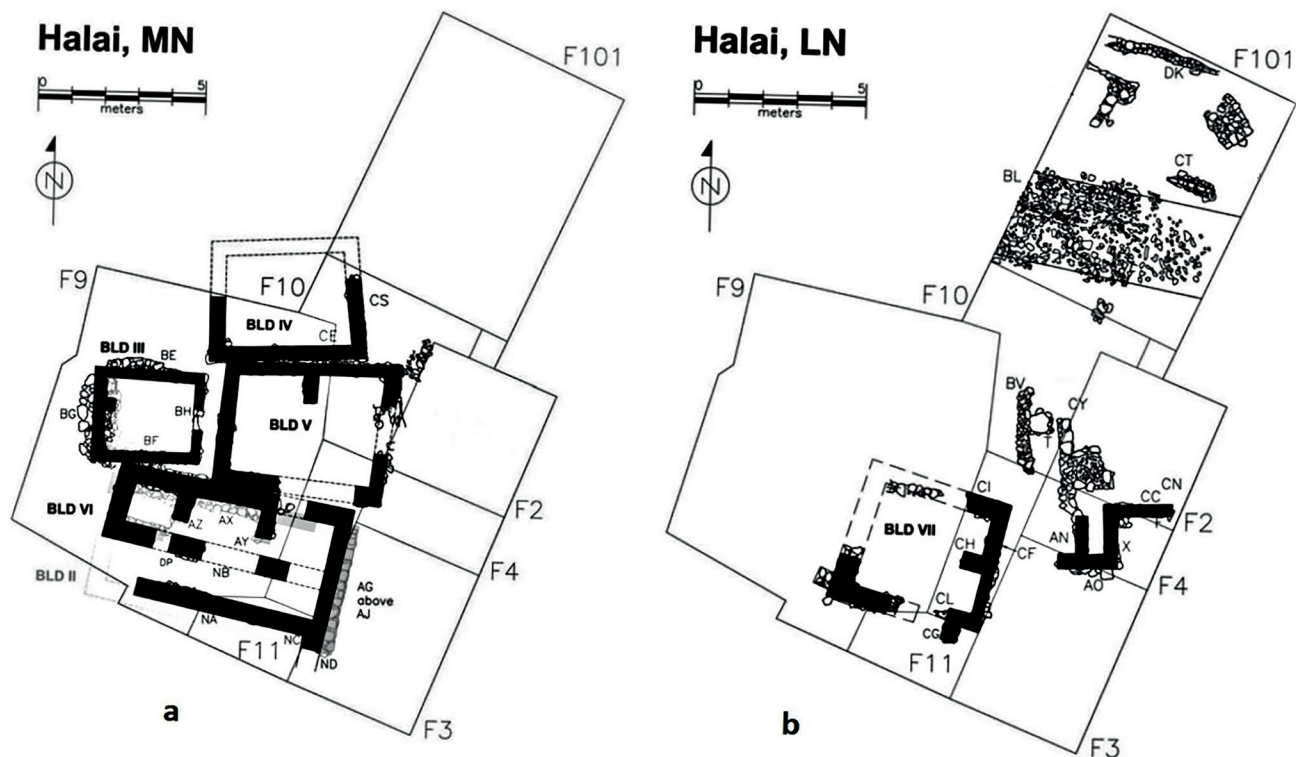 Halai, MN
0 5
meters
N
F101
F9
F10
CS
BLD IV
CE
BLD III
BE
BG
BH
BLD V
BF
BLD VI
AZ
AX
AY
F2
DP
NB
BLD II
AG
above
AJ
F4
NA
NC
F11
ND
a
F3
Halai, LN
0 5
meters
N
F101
DK
CT
BL
F9
F10
BV
CY
T
CI
CN
CC
BLD VII
F2
AN
CH
CF
X
AO
F4
CL
CG
F11
b
F3